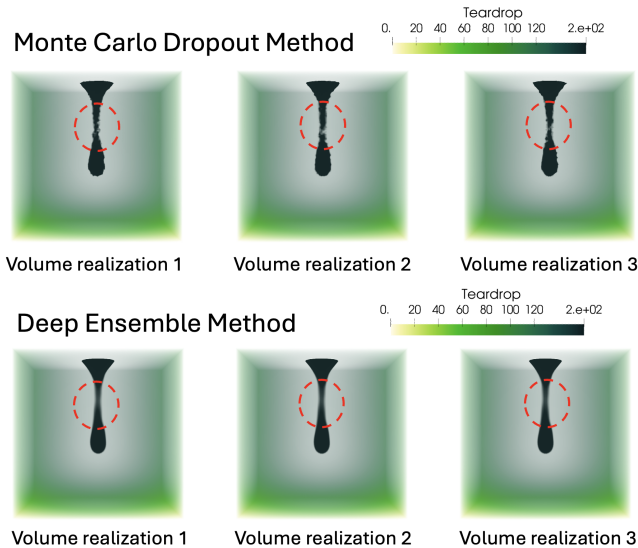 Teardrop
0. 20 40 60 80 100 120 2.e+02
Monte Carlo Dropout Method
Volume realization 1 Volume realization 2 Volume realization 3
Teardrop
0. 20 40 60 80 100 120 2.e+02
Deep Ensemble Method
Volume realization 1 Volume realization 2 Volume realization 3